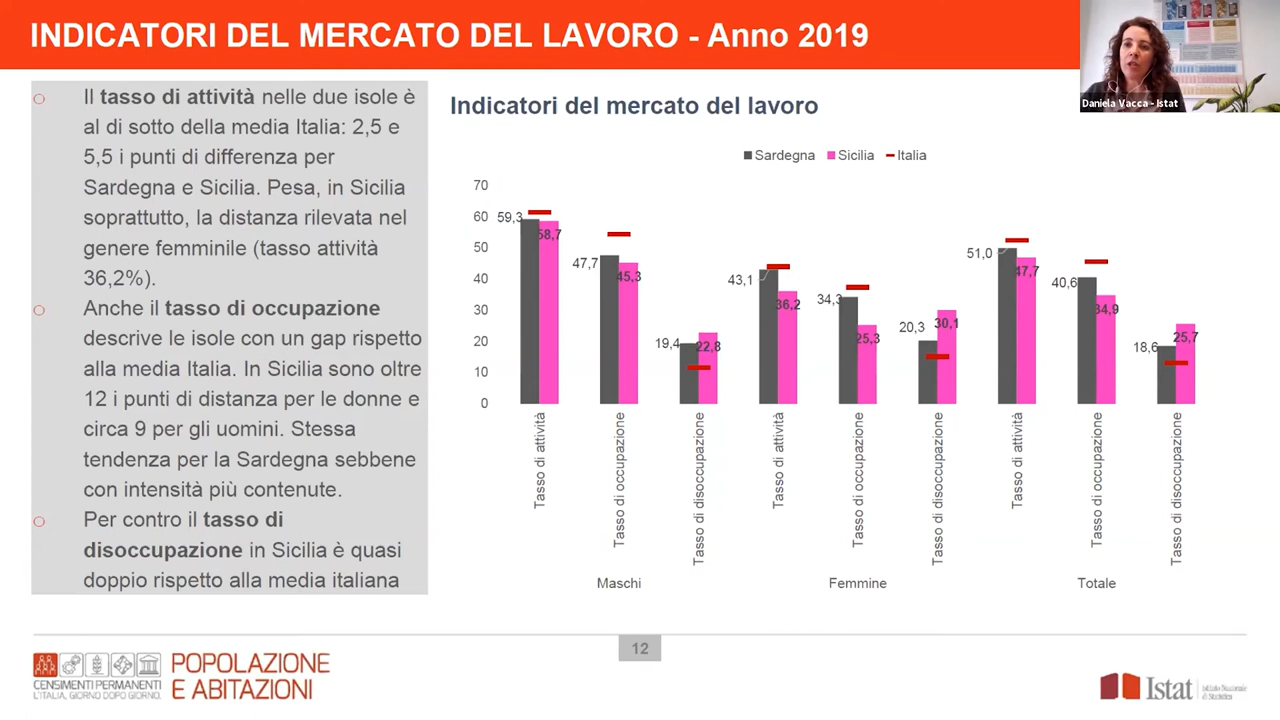 INDICATORI DEL MERCATO DEL LAVORO - Anno 2019
Daniela Vacca - Istat
Il tasso di attività nelle due isole è
al di sotto della media Italia: 2,5 e
5,5 i punti di differenza per
Sardegna e Sicilia. Pesa, in Sicilia
soprattutto, la distanza rilevata nel
genere femminile (tasso attività
36,2%).
Anche il tasso di occupazione
descrive le isole con un gap rispetto
alla media Italia. In Sicilia sono oltre
12 i punti di distanza per le donne e
circa 9 per gli uomini. Stessa
tendenza per la Sardegna sebbene
con intensità più contenute.
Per contro il tasso di
disoccupazione in Sicilia è quasi
doppio rispetto alla media italiana
Indicatori del mercato del lavoro
Sardegna Sicilia Italia
70
60
50
40
30
20
10
0
59,3 58,7
47,7 45,3
19,4 22,8
43,1 36,2
34,3 25,3
20,3 30,1
51,0 47,7
40,6 34,9
18,6 25,7
Tasso di attività
Tasso di occupazione
Tasso di disoccupazione
Tasso di attività
Tasso di occupazione
Tasso di disoccupazione
Tasso di attività
Tasso di occupazione
Tasso di disoccupazione
Maschi Femmine Totale
12
CENSIMENTI PERMANENTI
L'ITALIA, GIORNO DOPO GIORNO.
POPOLAZIONE
E ABITAZIONI
Istat
Istituto Nazionale
di Statistica